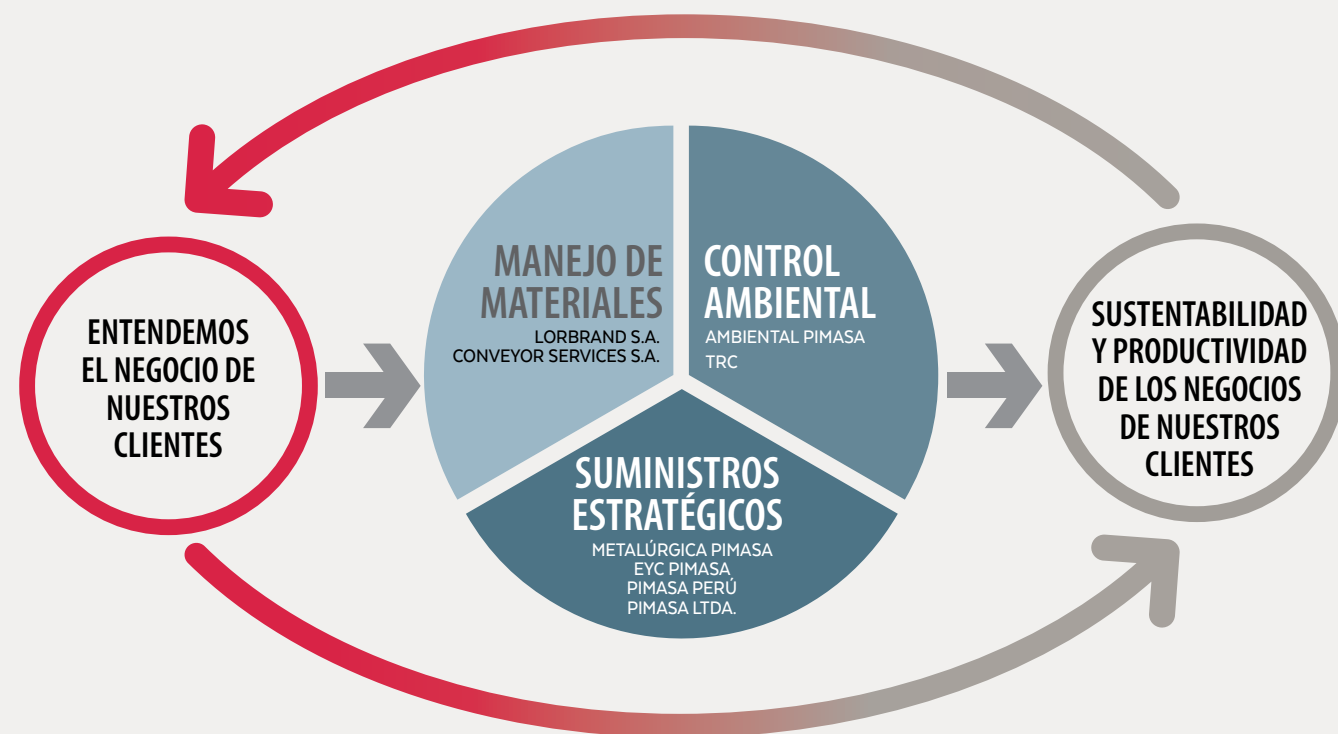 ENTENDEMOS
EL NEGOCIO DE
NUESTROS
CLIENTES
MANEJO DE
MATERIALES
LORBRAND S.A.
CONVEYOR SERVICES S.A.
CONTROL
AMBIENTAL
AMBIENTAL PIMASA
TRC
SUMINISTROS
ESTRATÉGICOS
METALÚRGICA PIMASA
EYC PIMASA
PIMASA PERÚ
PIMASA LTDA.
SUSTENTABILIDAD
Y PRODUCTIVIDAD
DE LOS NEGOCIOS
DE NUESTROS
CLIENTES